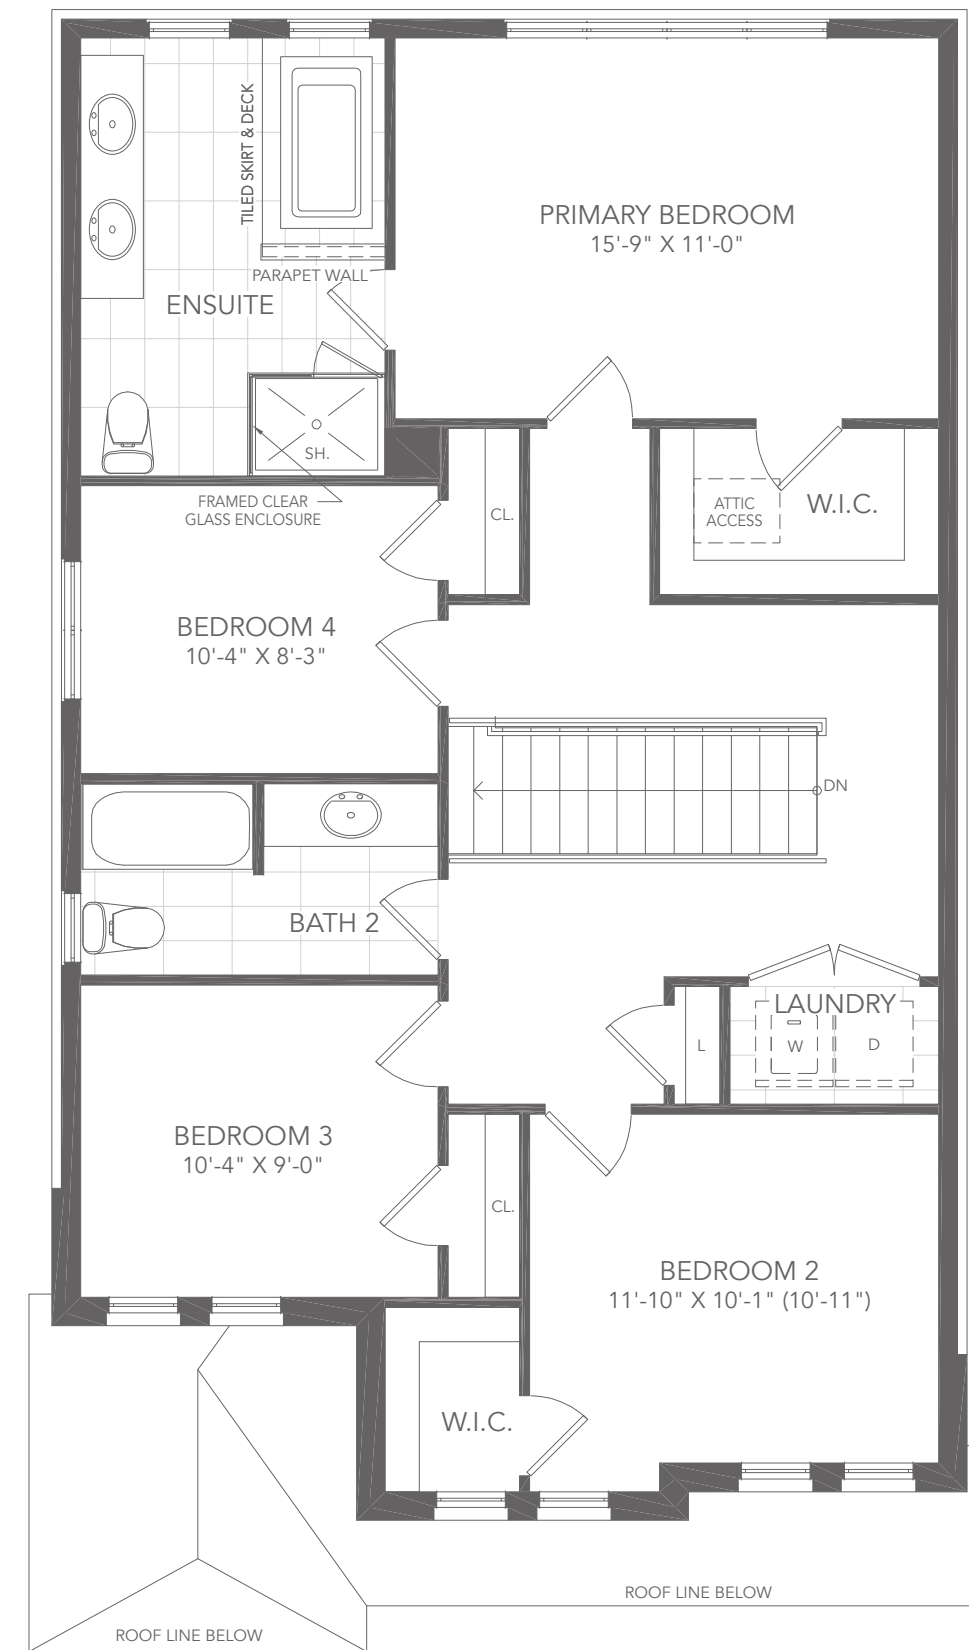 TILED SKIRT & DECK
PRIMARY BEDROOM
15'-9" X 11'-0"
PARAPET WALL
ENSUITE
SH.
FRAMED CLEAR
GLASS ENCLOSURE
CL.
ATTIC
ACCESS
W.I.C.
BEDROOM 4
10'-4" X 8'-3"
DN
BATH 2
LAUNDRY
L
W
D
BEDROOM 3
10'-4" X 9'-0"
CL.
BEDROOM 2
11'-10" X 10'-1" (10'-11")
W.I.C.
ROOF LINE BELOW
ROOF LINE BELOW